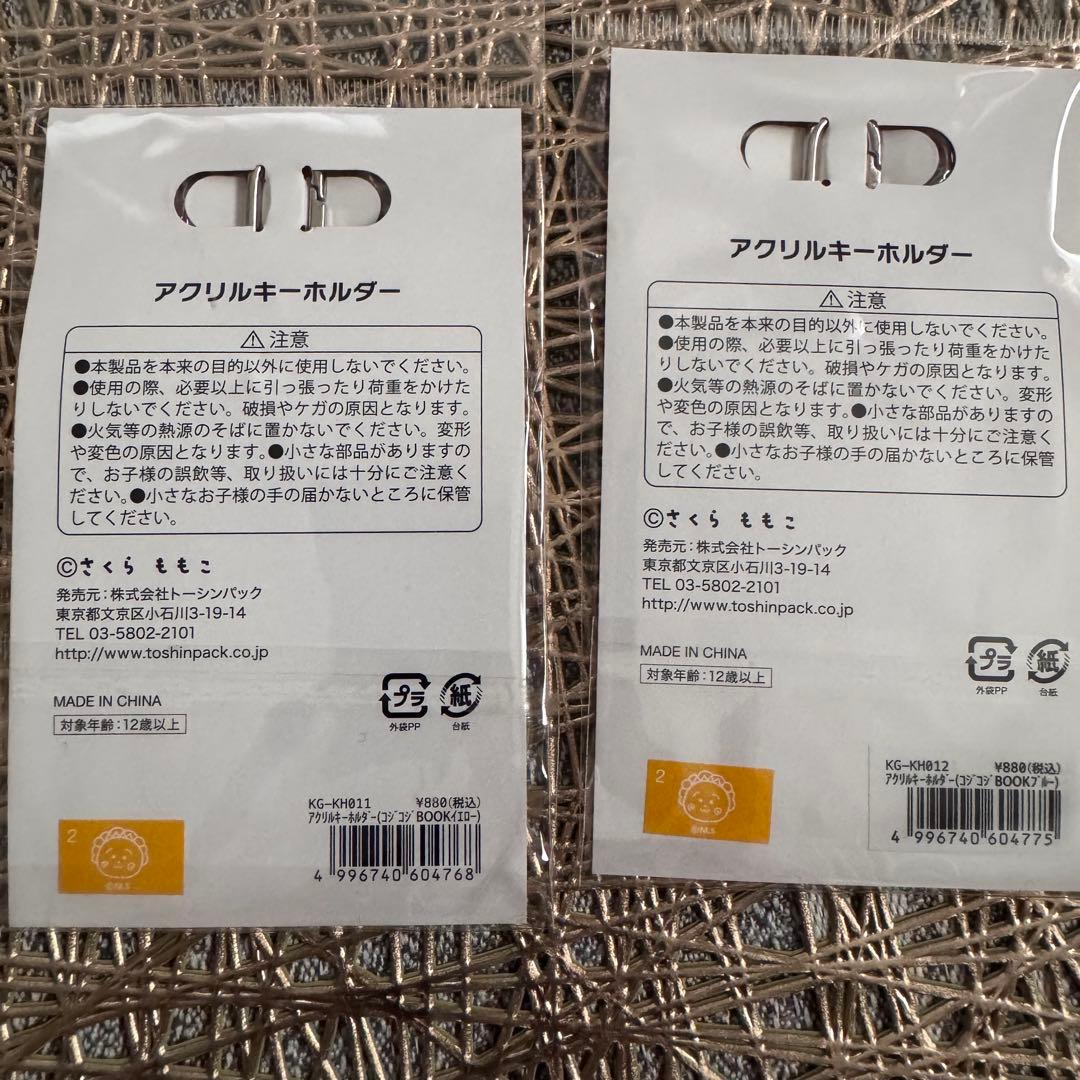 アクリルキーホルダー
⚠注意
●本製品を本来の目的以外に使用しないでください。
●使用の際、必要以上に引っ張ったり荷重をかけた
りしないでください。破損やケガの原因となります。
●火気等の熱源のそばに置かないでください。変形
や変色の原因となります。●小さな部品がありますの
で、お子様の誤飲等、取り扱いには十分にご注意く
ださい。●小さなお子様の手の届かないところに保管
してください。
©さくら ももこ
発売元：株式会社トーシンパック
東京都文京区小石川3-19-14
TEL 03-5802-2101
http://www.toshinpack.co.jp
MADE IN CHINA
対象年齢：12歳以上
プラ
外袋PP
紙
台紙
KG-KH011 ¥880(税込)
アクリルキーホルダー(コジコジBOOKイエロー)
4 996740 604768
2
©M.S
アクリルキーホルダー
⚠注意
●本製品を本来の目的以外に使用しないでください。
●使用の際、必要以上に引っ張ったり荷重をかけた
りしないでください。破損やケガの原因となります。
●火気等の熱源のそばに置かないでください。変形
や変色の原因となります。●小さな部品がありますの
で、お子様の誤飲等、取り扱いには十分にご注意く
ださい。●小さなお子様の手の届かないところに保管
してください。
©さくら ももこ
発売元：株式会社トーシンパック
東京都文京区小石川3-19-14
TEL 03-5802-2101
http://www.toshinpack.co.jp
MADE IN CHINA
対象年齢：12歳以上
プラ
外袋PP
紙
台紙
KG-KH012 ¥880(税込)
アクリルキーホルダー(コジコジBOOKブルー)
4 996740 604775
2
©M.S